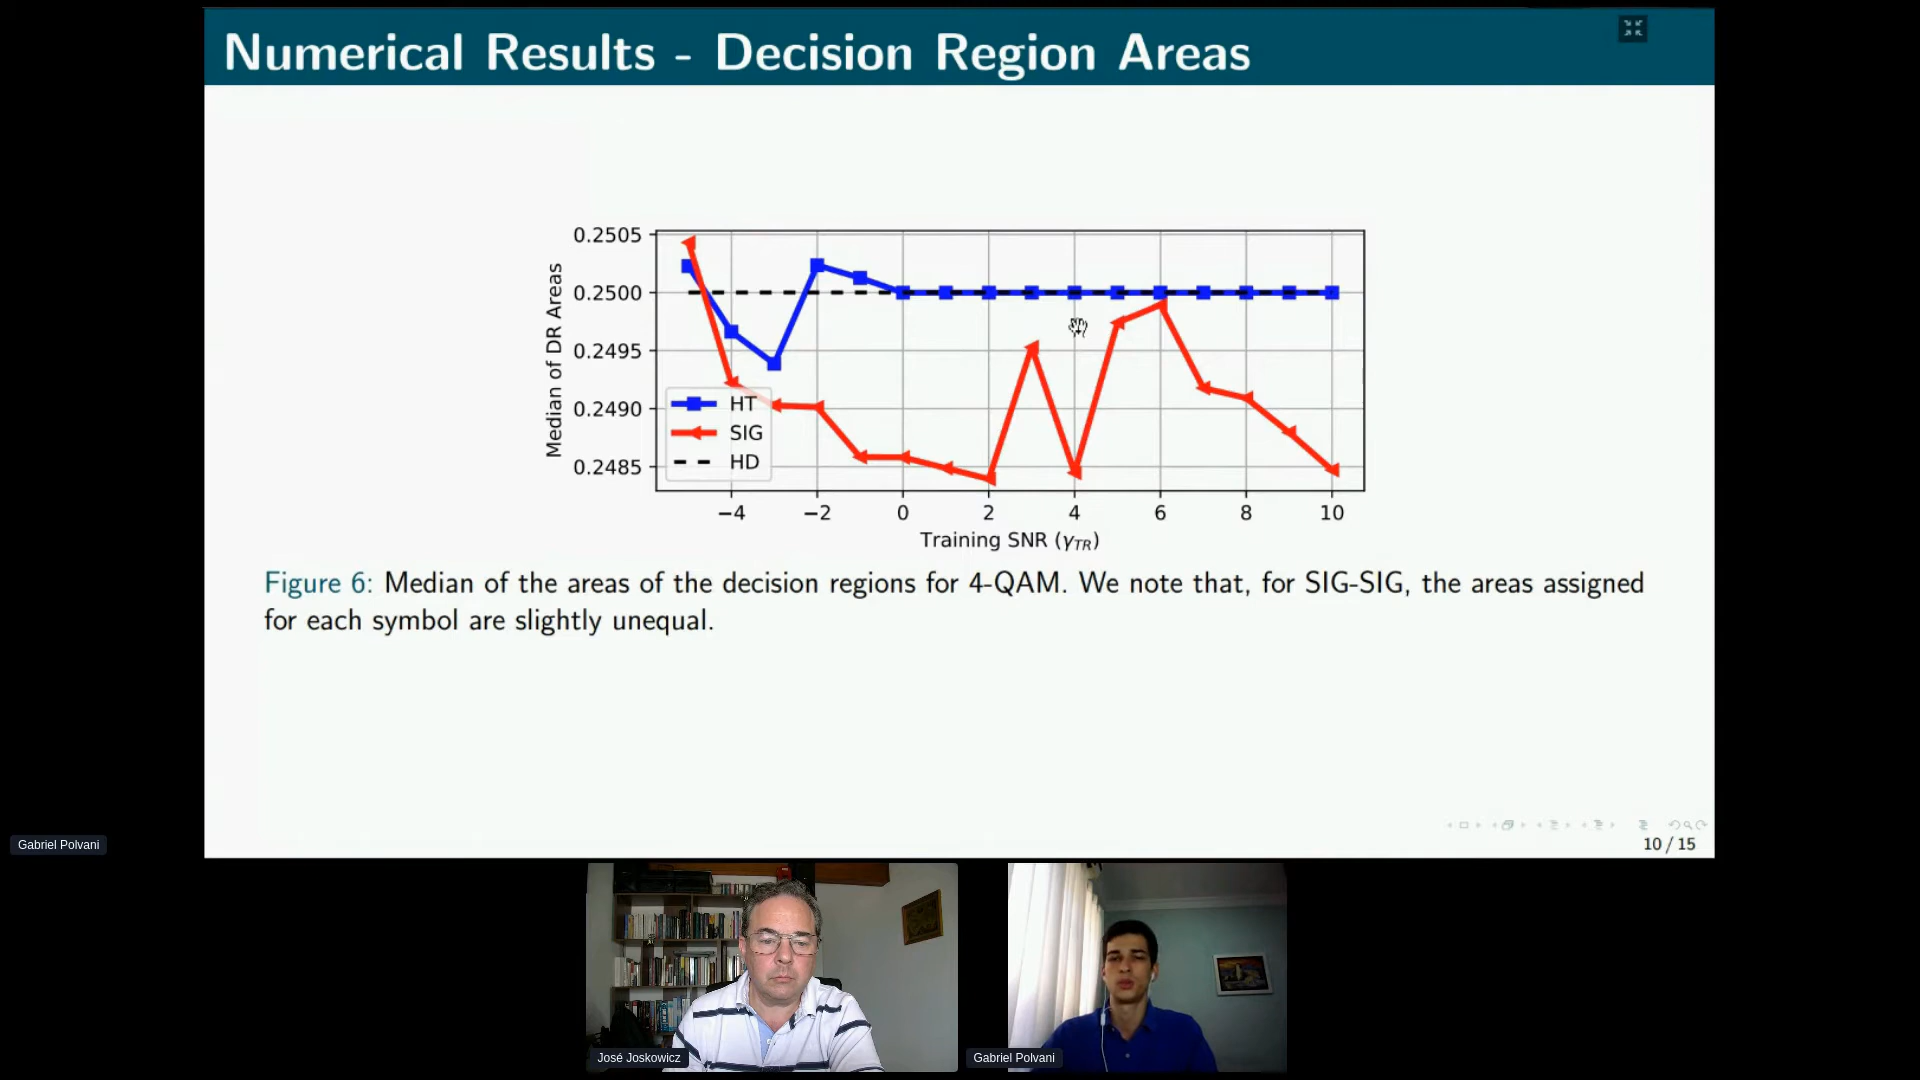 Numerical Results - Decision Region Areas
0.2505
0.2500
0.2495
0.2490
0.2485
Median of DR Areas
HT
SIG
HD
−4 −2 0 2 4 6 8 10
Training SNR (γTR)
Figure 6: Median of the areas of the decision regions for 4-QAM. We note that, for SIG-SIG, the areas assigned
for each symbol are slightly unequal.
10 / 15
Gabriel Polvani
José Joskowicz
Gabriel Polvani